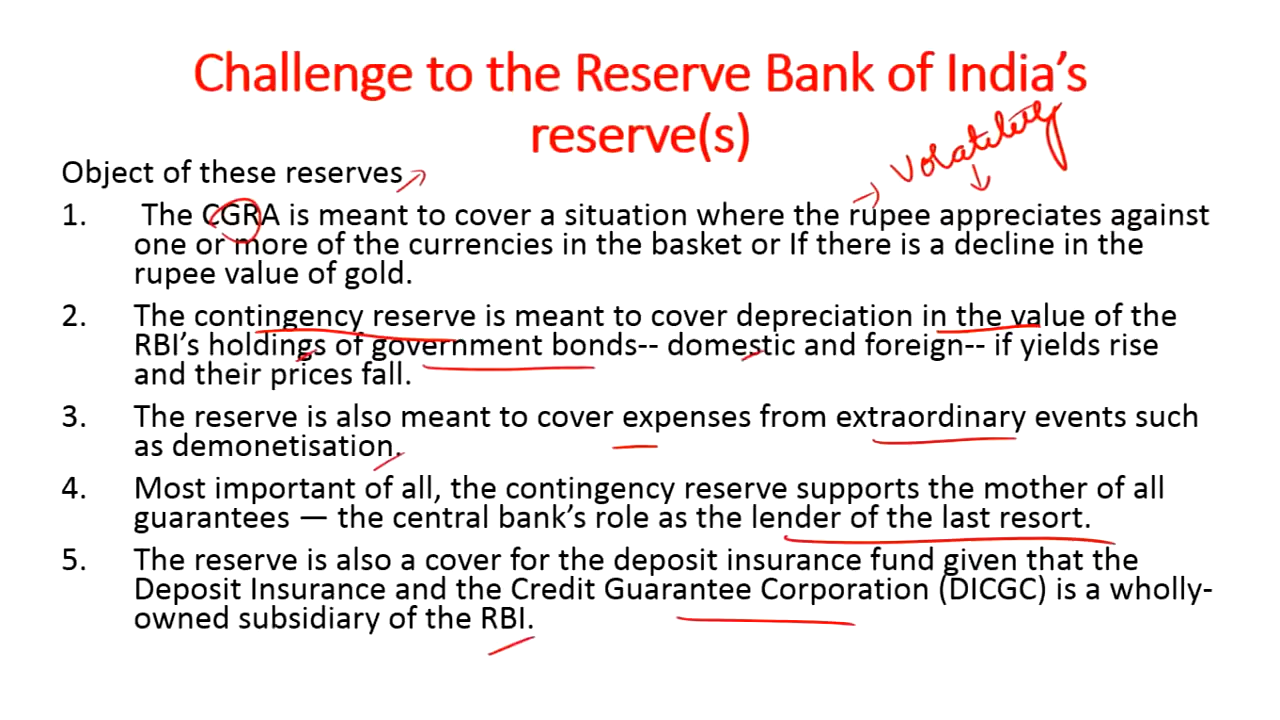 Challenge to the Reserve Bank of India’s
reserve(s)
Volatility
Object of these reserves
1. The CGRA is meant to cover a situation where the rupee appreciates against
one or more of the currencies in the basket or If there is a decline in the
rupee value of gold.
2. The contingency reserve is meant to cover depreciation in the value of the
RBI’s holdings of government bonds-- domestic and foreign-- if yields rise
and their prices fall.
3. The reserve is also meant to cover expenses from extraordinary events such
as demonetisation.
4. Most important of all, the contingency reserve supports the mother of all
guarantees — the central bank’s role as the lender of the last resort.
5. The reserve is also a cover for the deposit insurance fund given that the
Deposit Insurance and the Credit Guarantee Corporation (DICGC) is a wholly-
owned subsidiary of the RBI.